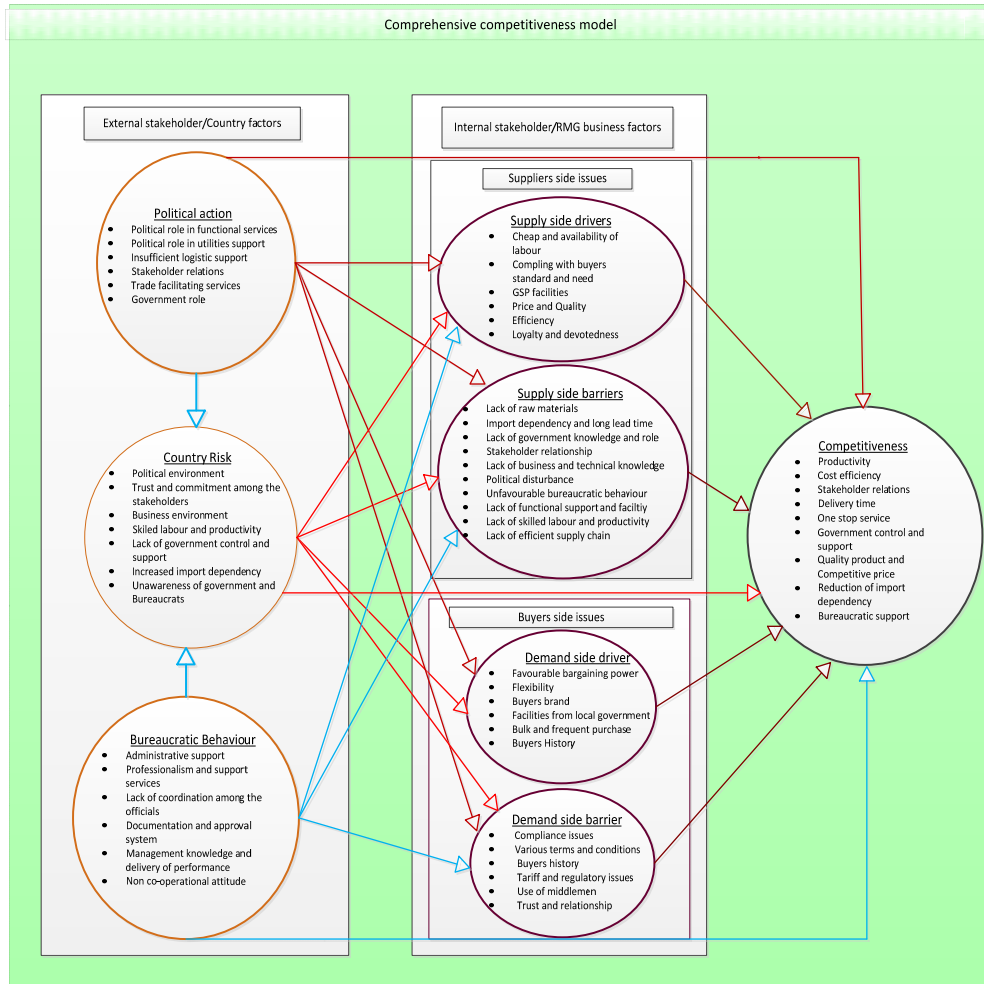 Comprehensive competitiveness model
External stakeholder/Country factors
Political action
Political role in functional services
Political role in utilities support
Insufficient logistic support
Stakeholder relations
Trade facilitating services
Government role
Country Risk
Political environment
Trust and commitment among the
stakeholders
Business environment
Skiled labour and productivity
Lack of government control and
support
Increased import dependency
Unawareness of government and
Bureaucrats
Bureaucratic Behaviour
Administrative support
Professionalism and support
services
Lack of coordination among the
officials
Documentation and approval
system
Management knowledge and
delivery of performance
Non co-operational attitude
Internal stakeholder/RMG business factors
Suppliers side issues
Supply side drivers
Cheap and availability of
labour
Compling with buyers
standard and need
GSP facilities
Price and Quality
Efficiency
Loyalty and devotedness
Supply side barriers
Lack of raw materials
Import dependency and long lead time
Lack of government knowledge and role
Stakeholder relationship
Lack of business and technical knowledge
Political disturbance
Unfavourable bureaucratic behaviour
Lack of functional support and faciltiy
Lack of skilled labour and productivity
Lack of efficient supply chain
Buyers side issues
Demand side driver
Favourable bargaining power
Flexibility
Buyers brand
Facilities from local government
Bulk and frequent purchase
Buyers History
Demand side barrier
Compliance issues
Various terms and conditions
Buyers history
Tariff and regulatory issues
Use of middlemen
Trust and relationship
Competitiveness
Productivity
Cost efficiency
Stakeholder relations
Delivery time
One stop service
Government control and
support
Quality product and
Competitive price
Reduction of import
dependency
Bureaucratic support